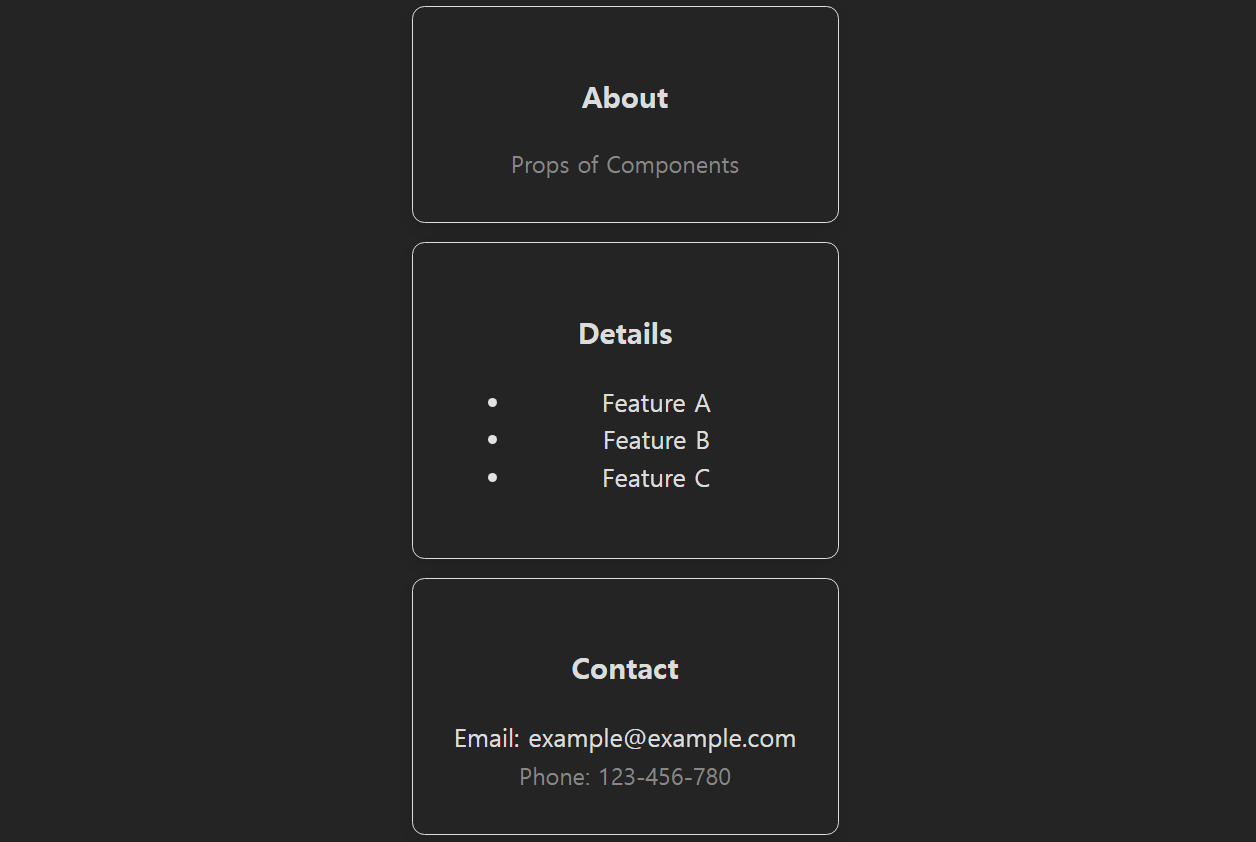 About
Props of Components
Details
• Feature A
• Feature B
• Feature C
Contact
Email: example@example.com
Phone: 123-456-780